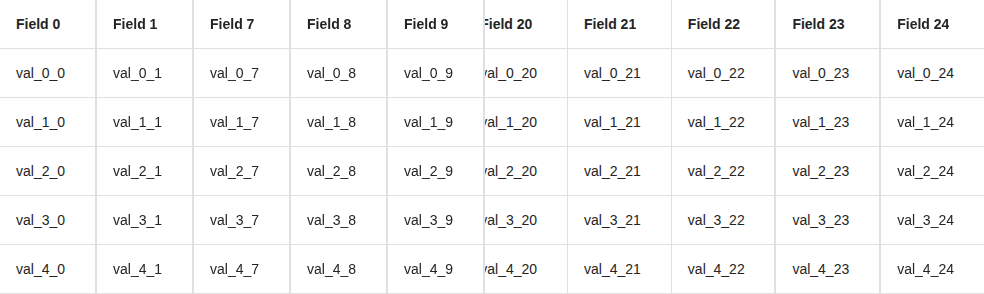 Field 0 Field 1 Field 7 Field 8 Field 9 Field 20 Field 21 Field 22 Field 23 Field 24
val_0_0 val_0_1 val_0_7 val_0_8 val_0_9 val_0_20 val_0_21 val_0_22 val_0_23 val_0_24
val_1_0 val_1_1 val_1_7 val_1_8 val_1_9 val_1_20 val_1_21 val_1_22 val_1_23 val_1_24
val_2_0 val_2_1 val_2_7 val_2_8 val_2_9 val_2_20 val_2_21 val_2_22 val_2_23 val_2_24
val_3_0 val_3_1 val_3_7 val_3_8 val_3_9 val_3_20 val_3_21 val_3_22 val_3_23 val_3_24
val_4_0 val_4_1 val_4_7 val_4_8 val_4_9 val_4_20 val_4_21 val_4_22 val_4_23 val_4_24